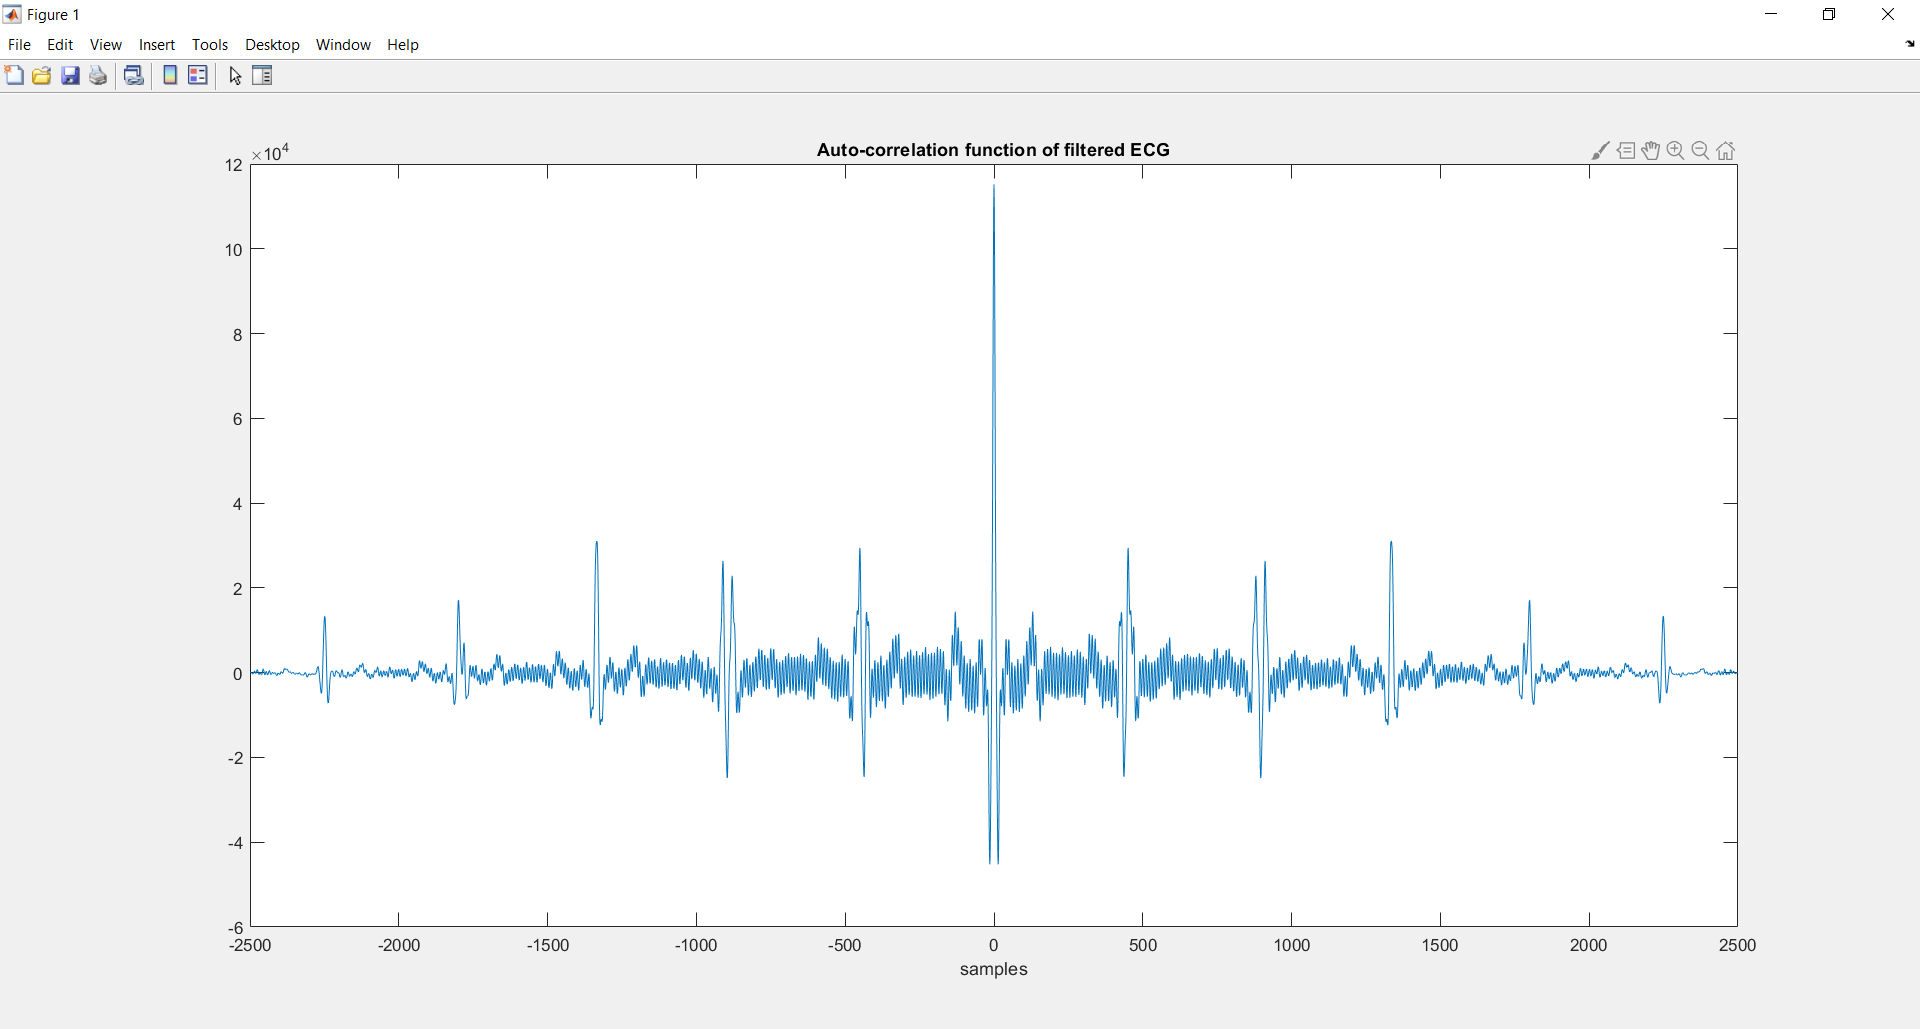 Figure 1
File Edit View Insert Tools Desktop Window Help
Auto-correlation function of filtered ECG
×10^4
12
10
8
6
4
2
0
-2
-4
-6
-2500 -2000 -1500 -1000 -500 0 500 1000 1500 2000 2500
samples